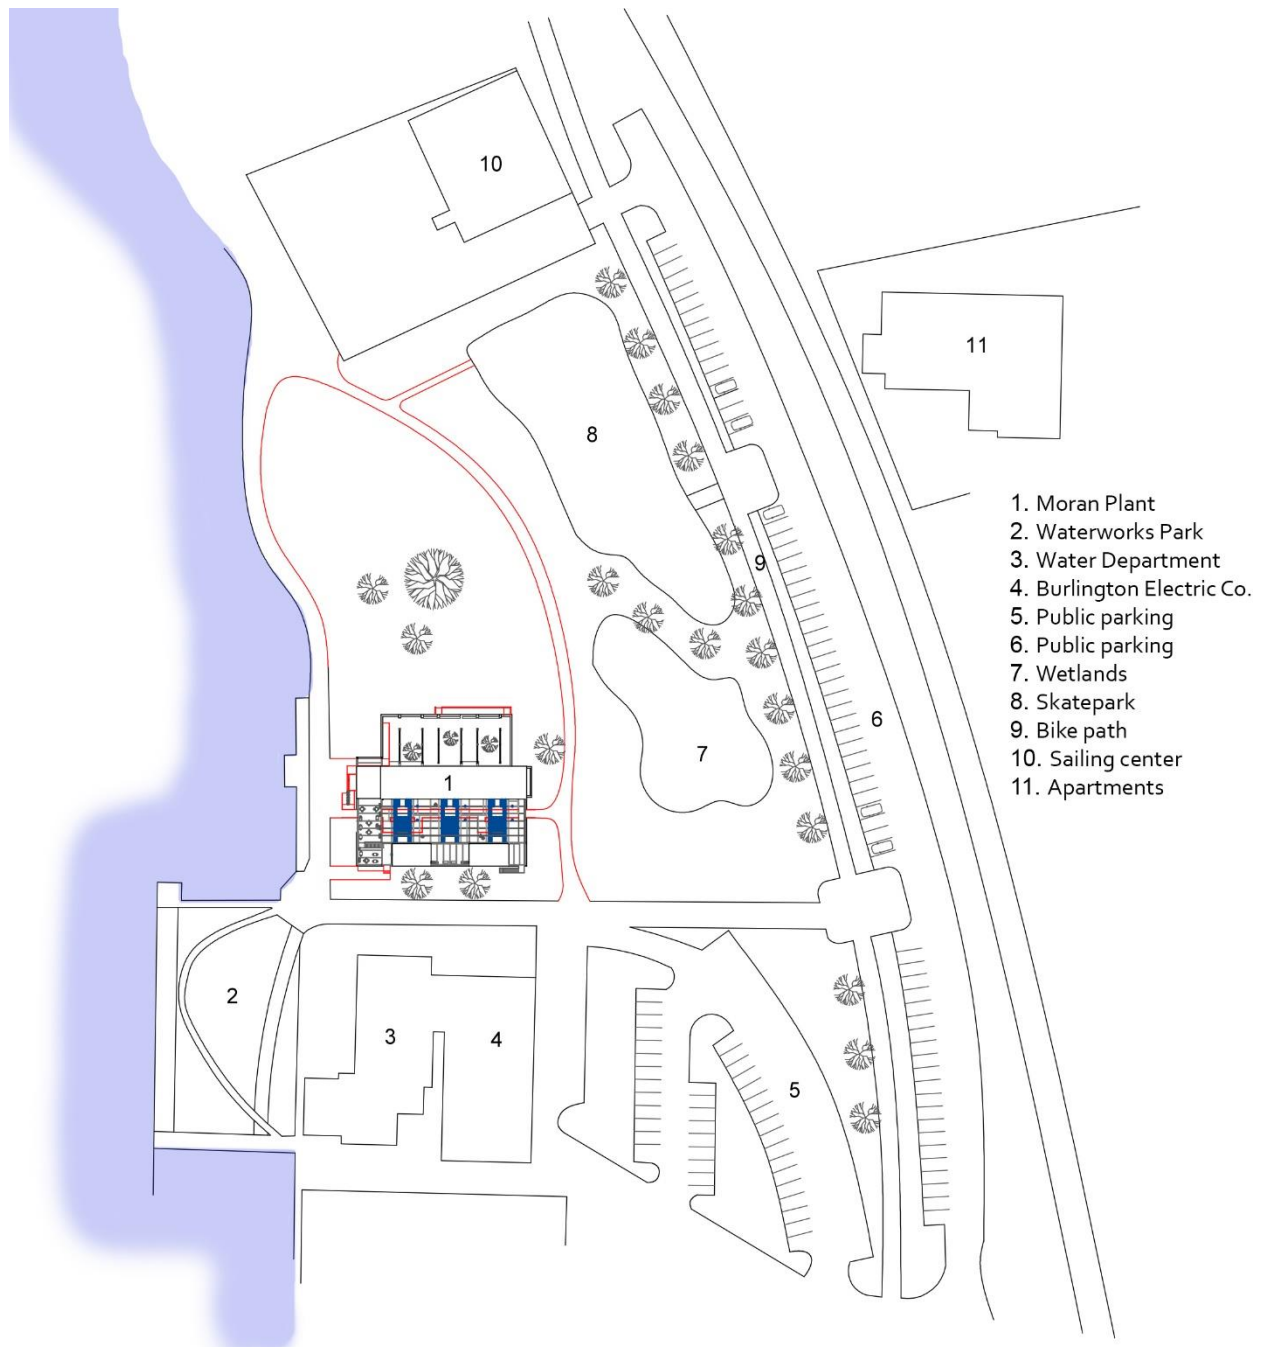 10
11
8
1. Moran Plant
2. Waterworks Park
3. Water Department
4. Burlington Electric Co.
5. Public parking
6. Public parking
7. Wetlands
8. Skatepark
9. Bike path
10. Sailing center
11. Apartments
9
6
7
1
2
3
4
5